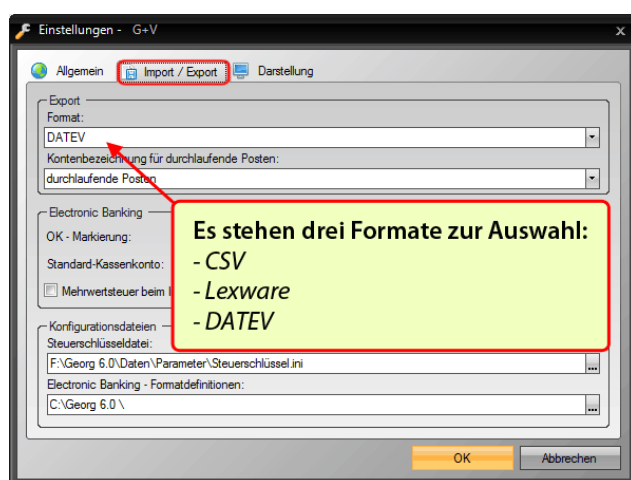 Einstellungen - G+V
x
Allgemein Import / Export Darstellung
Export
Format:
DATEV
Kontenbezeichnung für durchlaufende Posten:
durchlaufende Posten
Electronic Banking
OK - Markierung:
Standard-Kassenkonto:
Mehrwertsteuer beim
Es stehen drei Formate zur Auswahl:
- CSV
- Lexware
- DATEV
Konfigurationsdateien
Steuerschlüsseldatei:
F:\Georg 6.0\Daten\Parameter\Steuerschlüssel.ini
...
Electronic Banking - Formatdefinitionen:
C:\Georg 6.0 \
...
OK Abbrechen